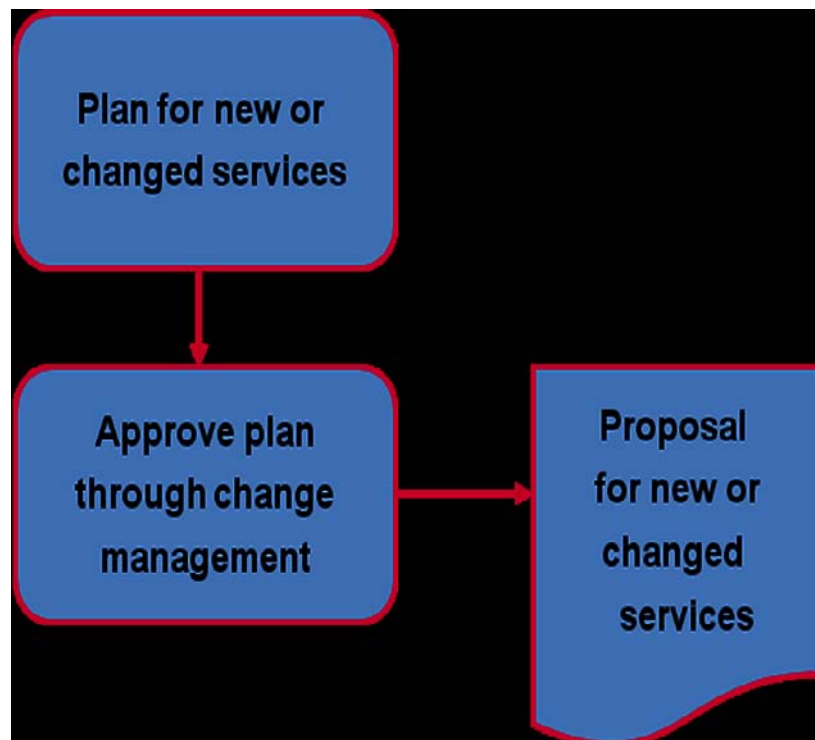 Plan for new or
changed services
Approve plan
through change
management
Proposal
for new or
changed
services